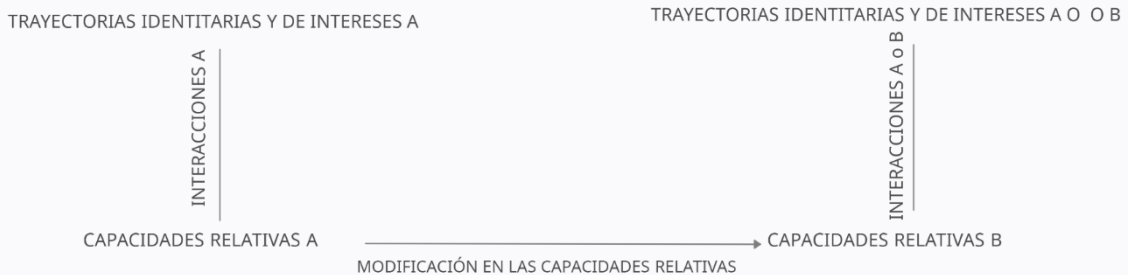 TRAYECTORIAS IDENTITARIAS Y DE INTERESES A
TRAYECTORIAS IDENTITARIAS Y DE INTERESES A O O B
INTERACCIONES A
INTERACCIONES A o B
CAPACIDADES RELATIVAS A
CAPACIDADES RELATIVAS B
MODIFICACIÓN EN LAS CAPACIDADES RELATIVAS